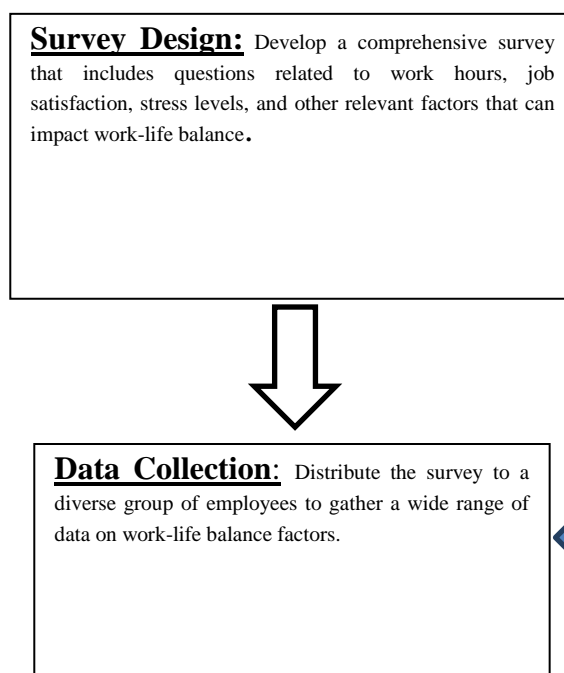 Survey Design: Develop a comprehensive survey
that includes questions related to work hours, job
satisfaction, stress levels, and other relevant factors that can
impact work-life balance.
Data Collection: Distribute the survey to a
diverse group of employees to gather a wide range of
data on work-life balance factors.